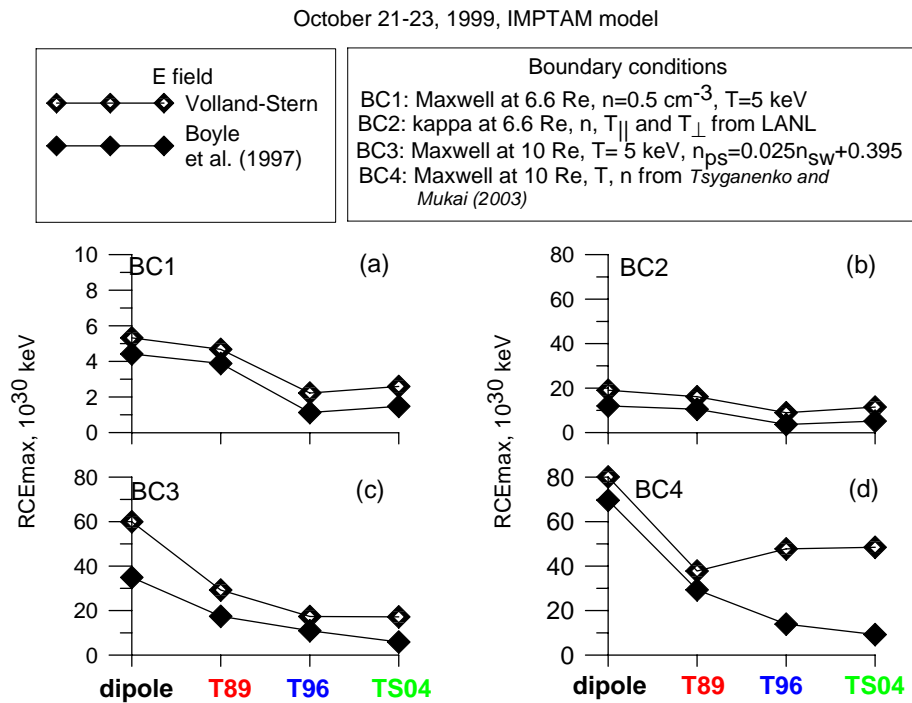 October 21-23, 1999, IMPTAM model
E field
Volland-Stern
Boyle
et al. (1997)
Boundary conditions
BC1: Maxwell at 6.6 Re, n=0.5 cm-3, T=5 keV
BC2: kappa at 6.6 Re, n, T|| and T⊥ from LANL
BC3: Maxwell at 10 Re, T= 5 keV, nps=0.025nsw+0.395
BC4: Maxwell at 10 Re, T, n from Tsyganenko and
Mukai (2003)
BC1 (a)
10
8
6
4
2
0
RCEmax, 10^30 keV
BC2 (b)
80
60
40
20
0
RCEmax, 10^30 keV
BC3 (c)
80
60
40
20
0
dipole T89 T96 TS04
BC4 (d)
80
60
40
20
0
dipole T89 T96 TS04